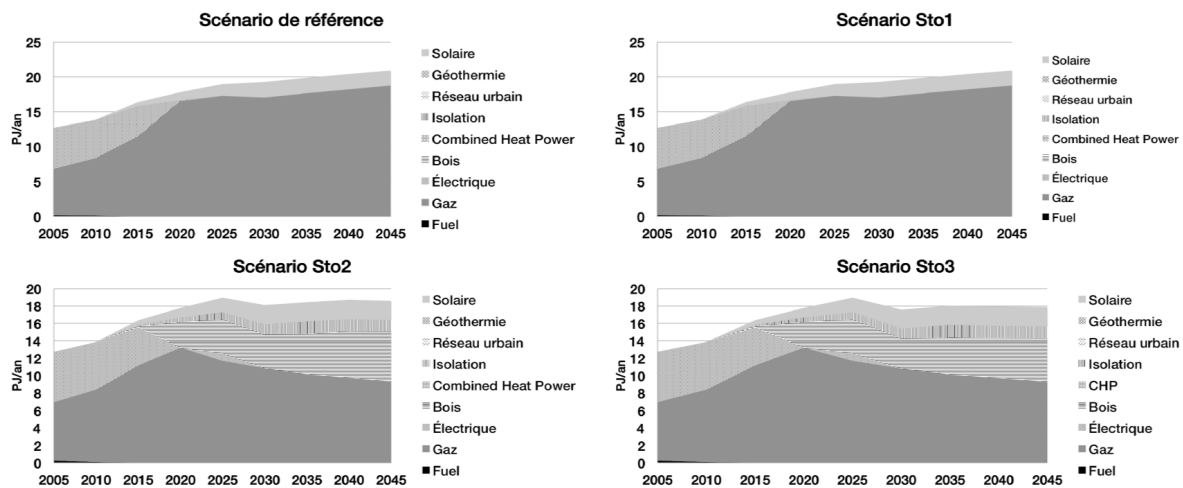 Scénario de référence
25
20
15
10
5
0
PJ/an
2005 2010 2015 2020 2025 2030 2035 2040 2045
Solaire
Géothermie
Réseau urbain
Isolation
Combined Heat Power
Bois
Électrique
Gaz
Fuel
Scénario Sto1
25
20
15
10
5
0
PJ/an
2005 2010 2015 2020 2025 2030 2035 2040 2045
Solaire
Géothermie
Réseau urbain
Isolation
Combined Heat Power
Bois
Électrique
Gaz
Fuel
Scénario Sto2
20
18
16
14
12
10
8
6
4
2
0
PJ/an
2005 2010 2015 2020 2025 2030 2035 2040 2045
Solaire
Géothermie
Réseau urbain
Isolation
Combined Heat Power
Bois
Électrique
Gaz
Fuel
Scénario Sto3
20
18
16
14
12
10
8
6
4
2
0
PJ/an
2005 2010 2015 2020 2025 2030 2035 2040 2045
Solaire
Géothermie
Réseau urbain
Isolation
CHP
Bois
Électrique
Gaz
Fuel